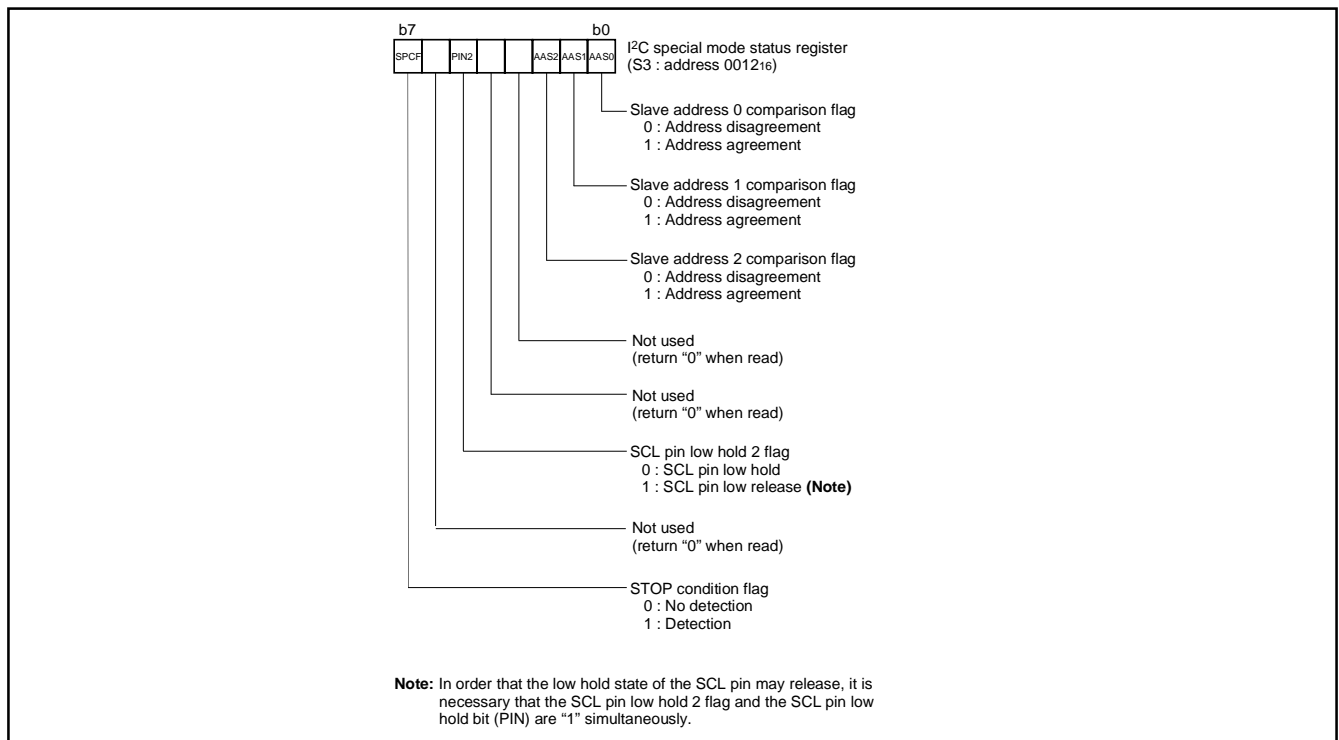 b7 b0
SPCF PIN2 AAS2 AAS1 AAS0
I2C special mode status register
(S3 : address 001216)
Slave address 0 comparison flag
0 : Address disagreement
1 : Address agreement
Slave address 1 comparison flag
0 : Address disagreement
1 : Address agreement
Slave address 2 comparison flag
0 : Address disagreement
1 : Address agreement
Not used
(return “0” when read)
Not used
(return “0” when read)
SCL pin low hold 2 flag
0 : SCL pin low hold
1 : SCL pin low release (Note)
Not used
(return “0” when read)
STOP condition flag
0 : No detection
1 : Detection
Note: In order that the low hold state of the SCL pin may release, it is
necessary that the SCL pin low hold 2 flag and the SCL pin low
hold bit (PIN) are “1” simultaneously.